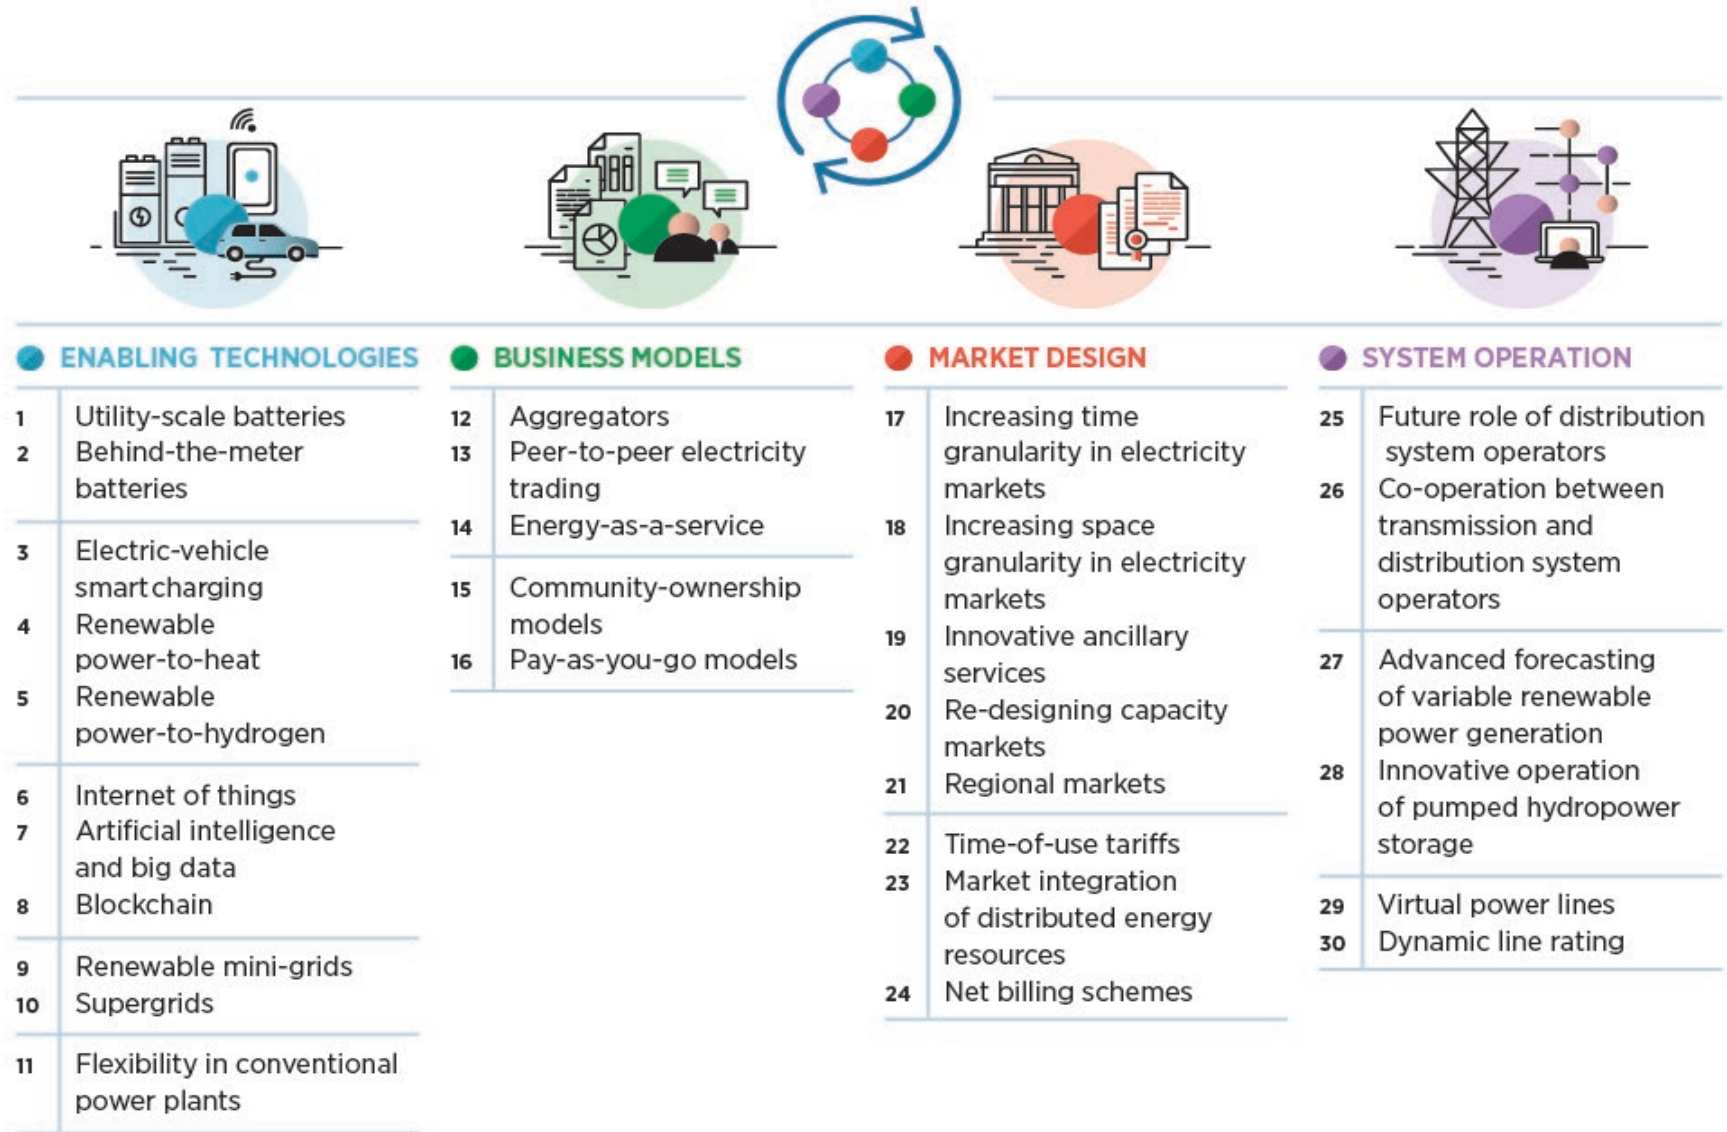 ENABLING TECHNOLOGIES
1 Utility-scale batteries
2 Behind-the-meter
batteries
3 Electric-vehicle
smart charging
4 Renewable
power-to-heat
5 Renewable
power-to-hydrogen
6 Internet of things
7 Artificial intelligence
and big data
8 Blockchain
9 Renewable mini-grids
10 Supergrids
11 Flexibility in conventional
power plants
BUSINESS MODELS
12 Aggregators
13 Peer-to-peer electricity
trading
14 Energy-as-a-service
15 Community-ownership
models
16 Pay-as-you-go models
MARKET DESIGN
17 Increasing time
granularity in electricity
markets
18 Increasing space
granularity in electricity
markets
19 Innovative ancillary
services
20 Re-designing capacity
markets
21 Regional markets
22 Time-of-use tariffs
23 Market integration
of distributed energy
resources
24 Net billing schemes
SYSTEM OPERATION
25 Future role of distribution
system operators
26 Co-operation between
transmission and
distribution system
operators
27 Advanced forecasting
of variable renewable
power generation
28 Innovative operation
of pumped hydropower
storage
29 Virtual power lines
30 Dynamic line rating